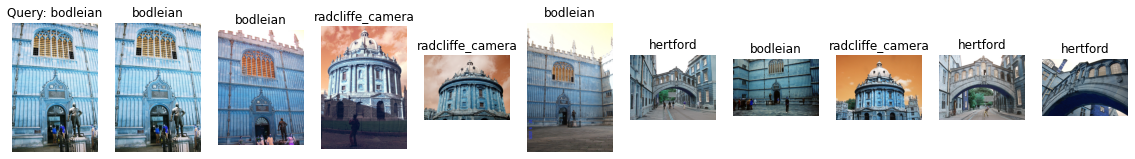 Query: bodleian
bodleian
bodleian
radcliffe_camera
radcliffe_camera
bodleian
hertford
bodleian
radcliffe_camera
hertford
hertford